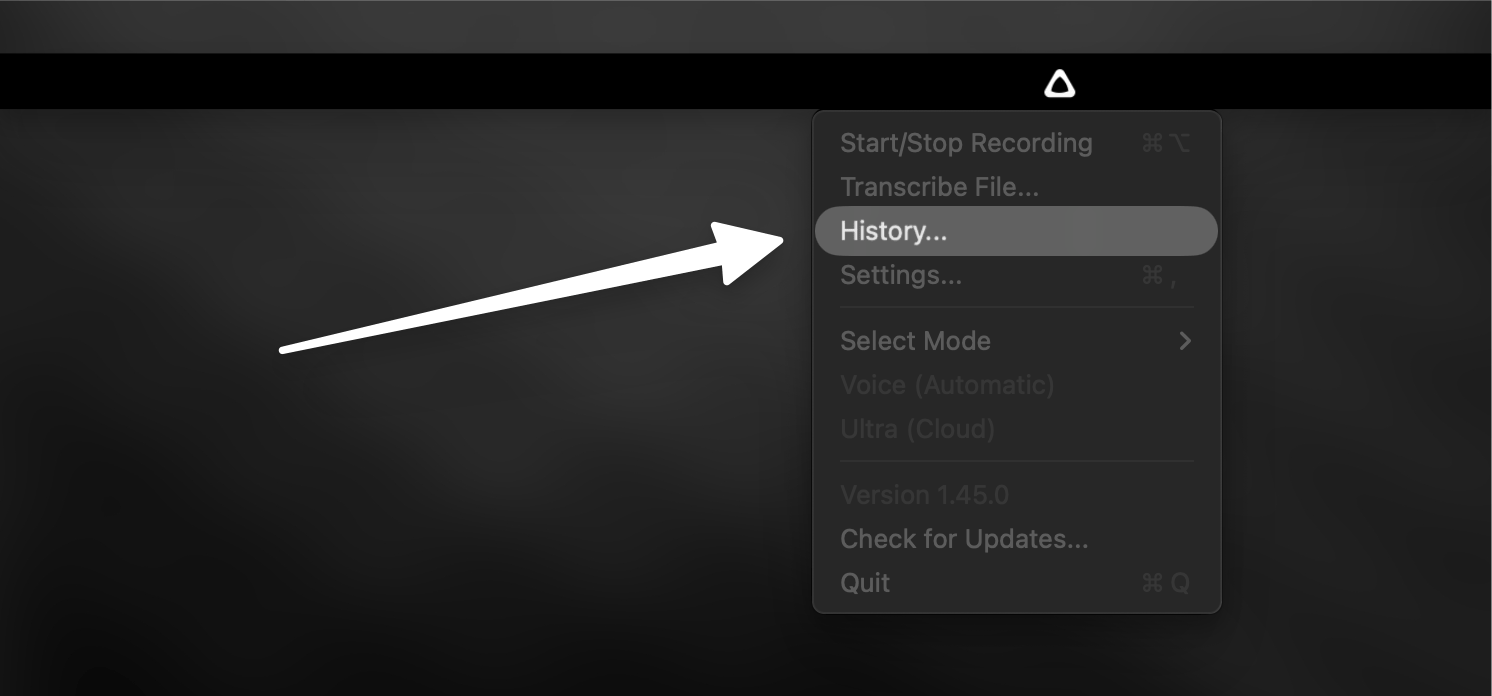 Start/Stop Recording ⌘⌥
Transcribe File...
History...
Settings... ⌘,
Select Mode
Voice (Automatic)
Ultra (Cloud)
Version 1.45.0
Check for Updates...
Quit ⌘Q